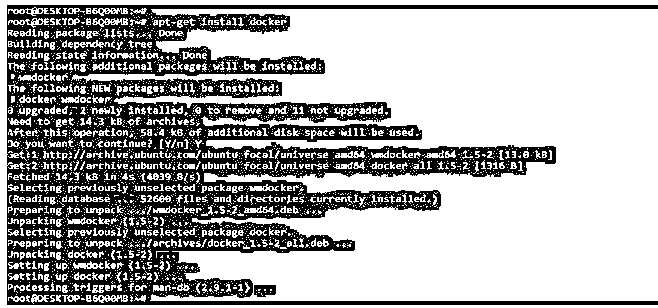 root@DESKTOP-B6Q00MB:~#
root@DESKTOP-B6Q00MB:~# apt-get install docker
Reading package lists... Done
Building dependency tree
Reading state information... Done
The following additional packages will be installed:
wmdocker
The following NEW packages will be installed:
docker wmdocker
0 upgraded, 2 newly installed, 0 to remove and 11 not upgraded.
Need to get 14.3 kB of archives.
After this operation, 58.4 kB of additional disk space will be used.
Do you want to continue? [Y/n] Y
Get:1 http://archive.ubuntu.com/ubuntu focal/universe amd64 wmdocker amd64 1.5-2 [13.0 kB]
Get:2 http://archive.ubuntu.com/ubuntu focal/universe amd64 docker all 1.5-2 [1316 B]
Fetched 14.3 kB in 4s (4039 B/s)
Selecting previously unselected package wmdocker.
(Reading database ... 52600 files and directories currently installed.)
Preparing to unpack .../wmdocker_1.5-2_amd64.deb ...
Unpacking wmdocker (1.5-2) ...
Selecting previously unselected package docker.
Preparing to unpack .../archives/docker_1.5-2_all.deb ...
Unpacking docker (1.5-2) ...
Setting up wmdocker (1.5-2) ...
Setting up docker (1.5-2) ...
Processing triggers for man-db (2.9.1-1) ...
root@DESKTOP-B6Q00MB:~#